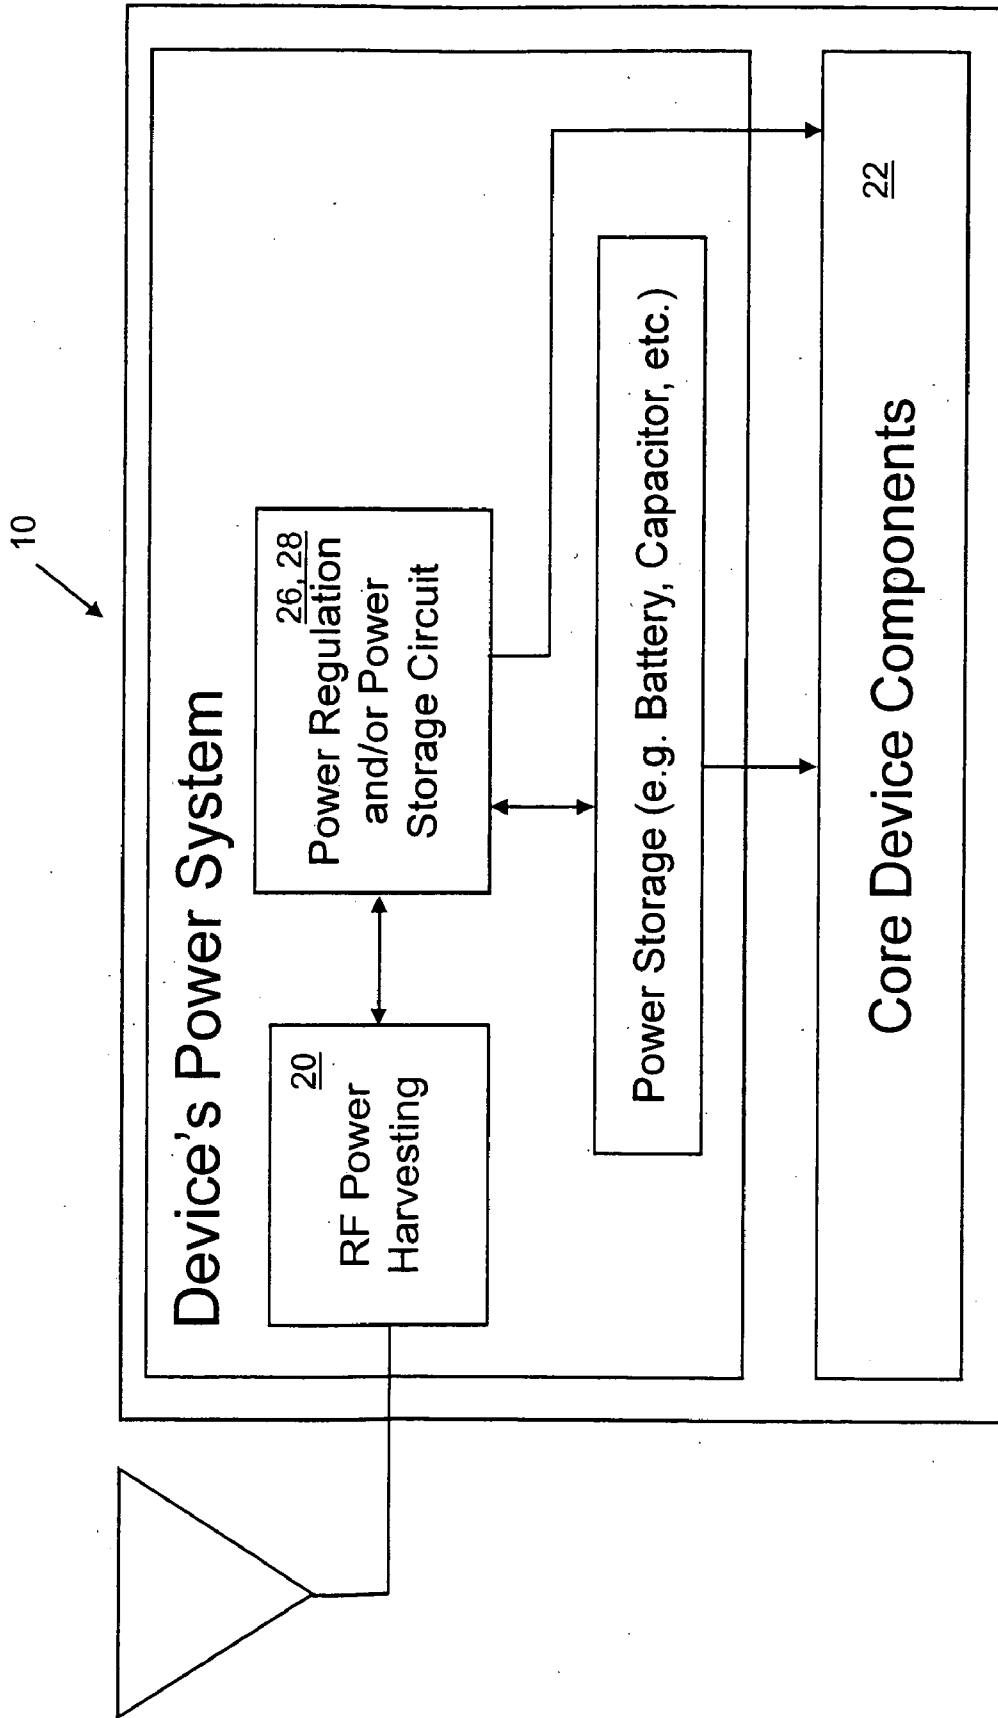 10
Device's Power System
20
RF Power
Harvesting
26, 28
Power Regulation
and/or Power
Storage Circuit
Power Storage (e.g. Battery, Capacitor, etc.)
22
Core Device Components